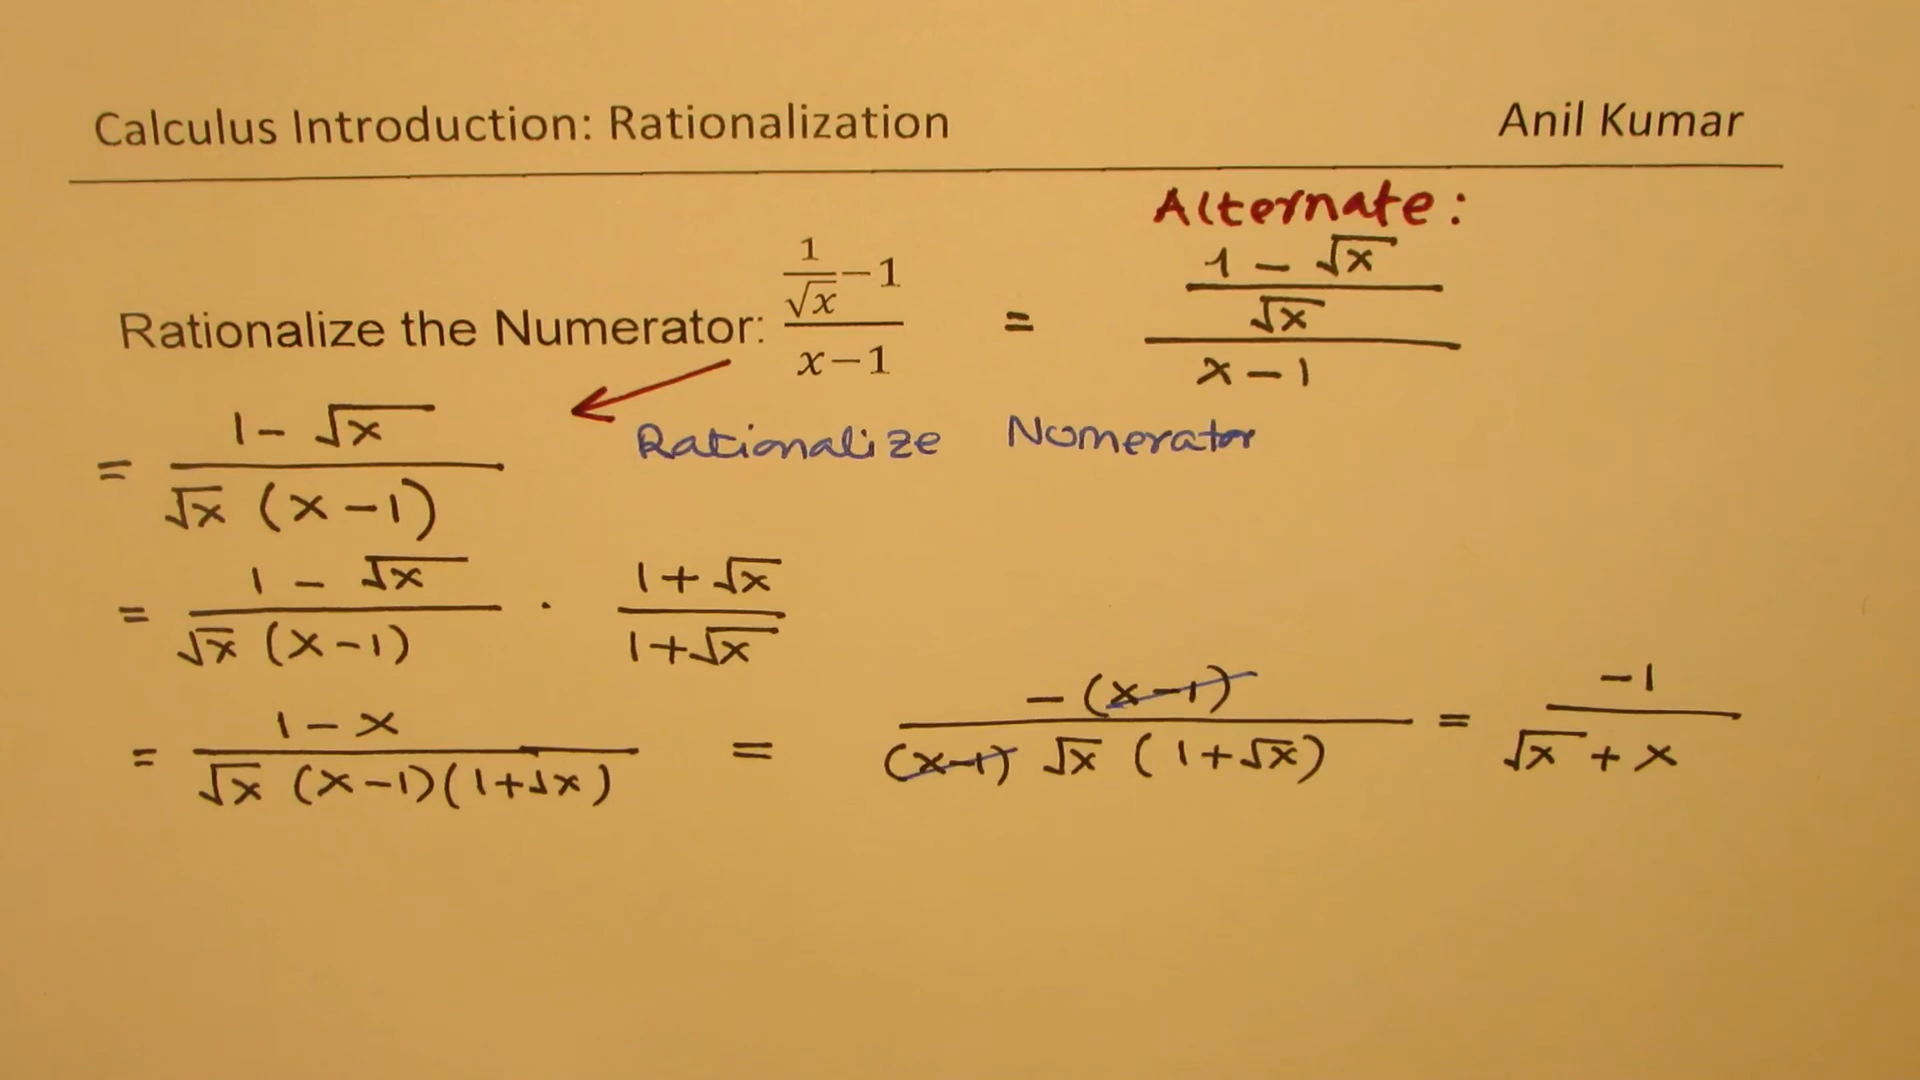 Calculus Introduction: Rationalization Anil Kumar
Alternate:
Rationalize the Numerator: (1/√x − 1)/(x − 1) = ((1 − √x)/√x)/(x − 1)
Rationalize Numerator
= (1 − √x)/(√x (x − 1))
= (1 − √x)/(√x (x − 1)) · (1 + √x)/(1 + √x)
= (1 − x)/(√x (x − 1)(1 + √x)) = −(x − 1)/((x − 1) √x (1 + √x)) = −1/(√x + x)